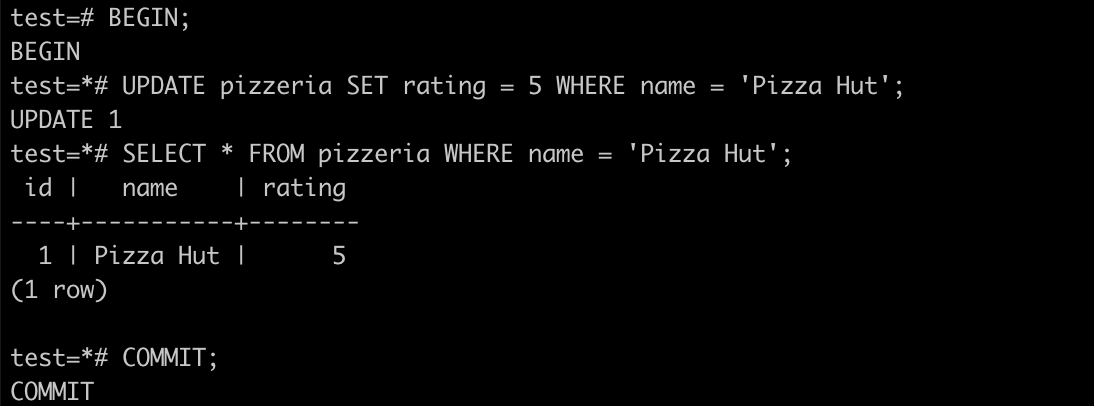 test=# BEGIN;
BEGIN
test=*# UPDATE pizzeria SET rating = 5 WHERE name = 'Pizza Hut';
UPDATE 1
test=*# SELECT * FROM pizzeria WHERE name = 'Pizza Hut';
 id |   name    | rating
----+-----------+--------
  1 | Pizza Hut |      5
(1 row)

test=*# COMMIT;
COMMIT